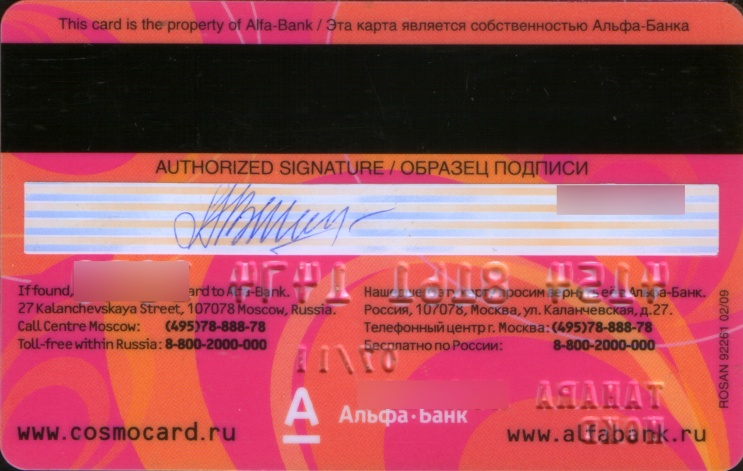 This card is the property of Alfa-Bank / Эта карта является собственностью Альфа-Банка
AUTHORIZED SIGNATURE / ОБРАЗЕЦ ПОДПИСИ
If found, card to Alfa-Bank.
27 Kalanchevskaya Street, 107078 Moscow, Russia.
Call Centre Moscow: (495)78-888-78
Toll-free within Russia: 8-800-2000-000
просим Альфа-Банк.
Россия, 107078, Москва, ул. Каланчевская, д.27.
Телефонный центр г. Москва: (495)78-888-78
Бесплатно по России: 8-800-2000-000
ROSAN 92261 02/09
Альфа·Банк
www.cosmocard.ru
www.alfabank.ru